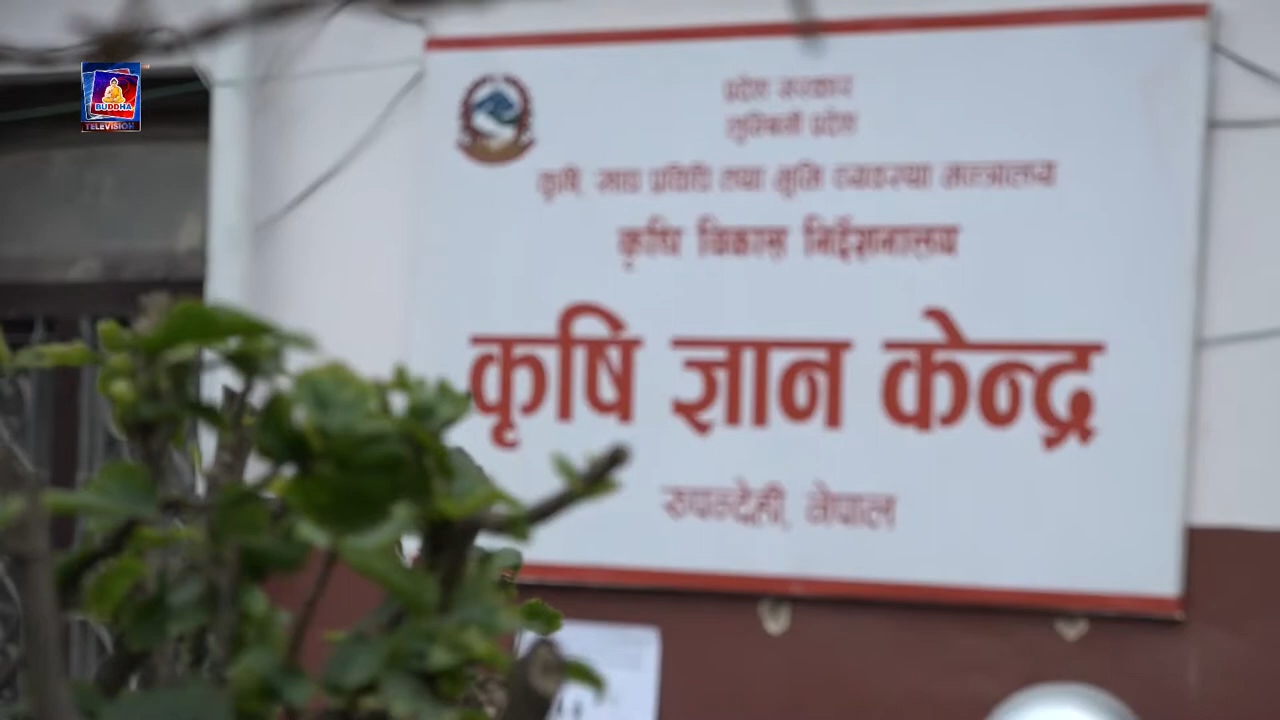 BUDDHA
TELEVISION
प्रदेश सरकार
लुम्बिनी प्रदेश
कृषि, खाद्य प्रविधि तथा भूमि व्यवस्था मन्त्रालय
कृषि विकास निर्देशनालय
कृषि ज्ञान केन्द्र
रुपन्देही, नेपाल